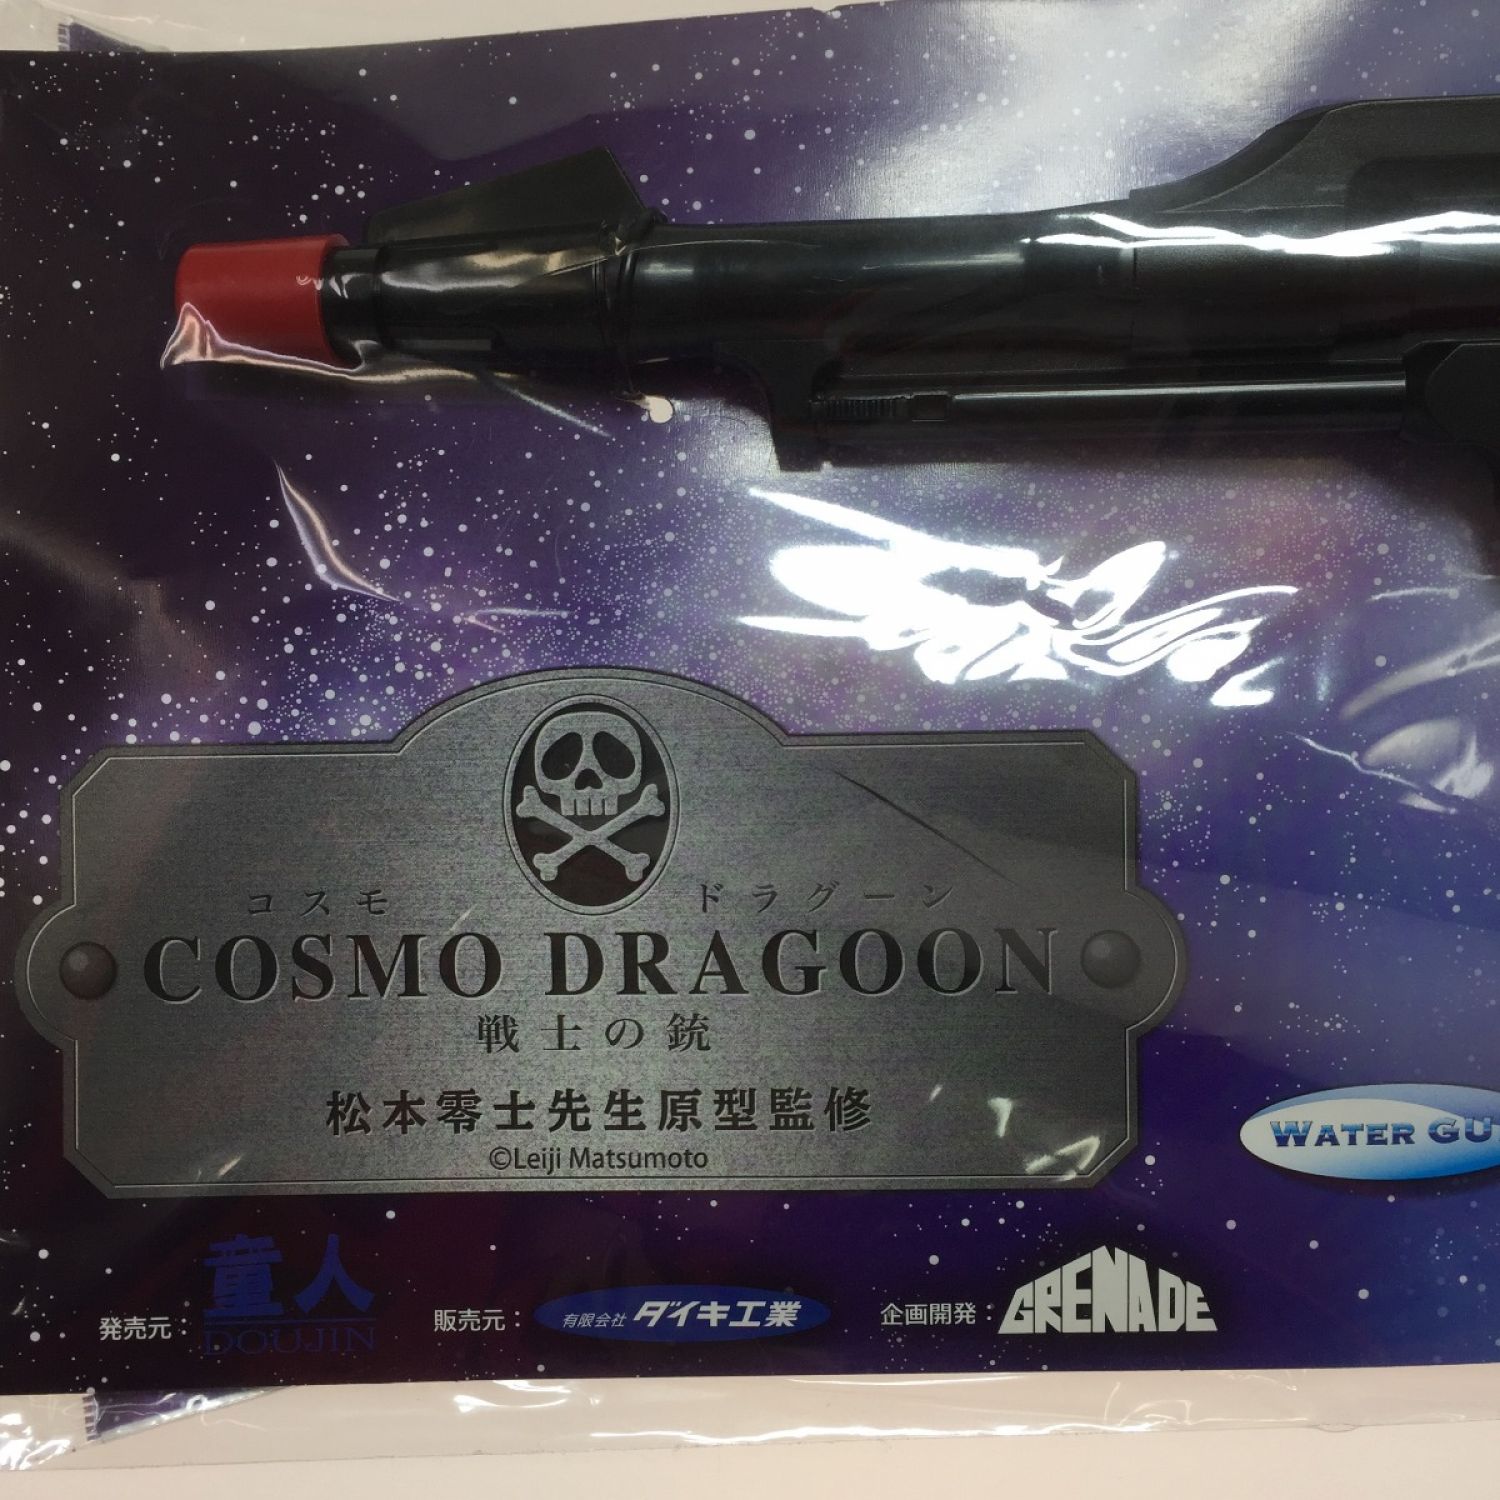 コスモ ドラグーン
COSMO DRAGOON
戦士の銃
松本零士先生原型監修
©Leiji Matsumoto
WATER GU
発売元： 童人 DOUJIN 販売元： 有限会社 ダイキ工業 企画開発： GRENADE